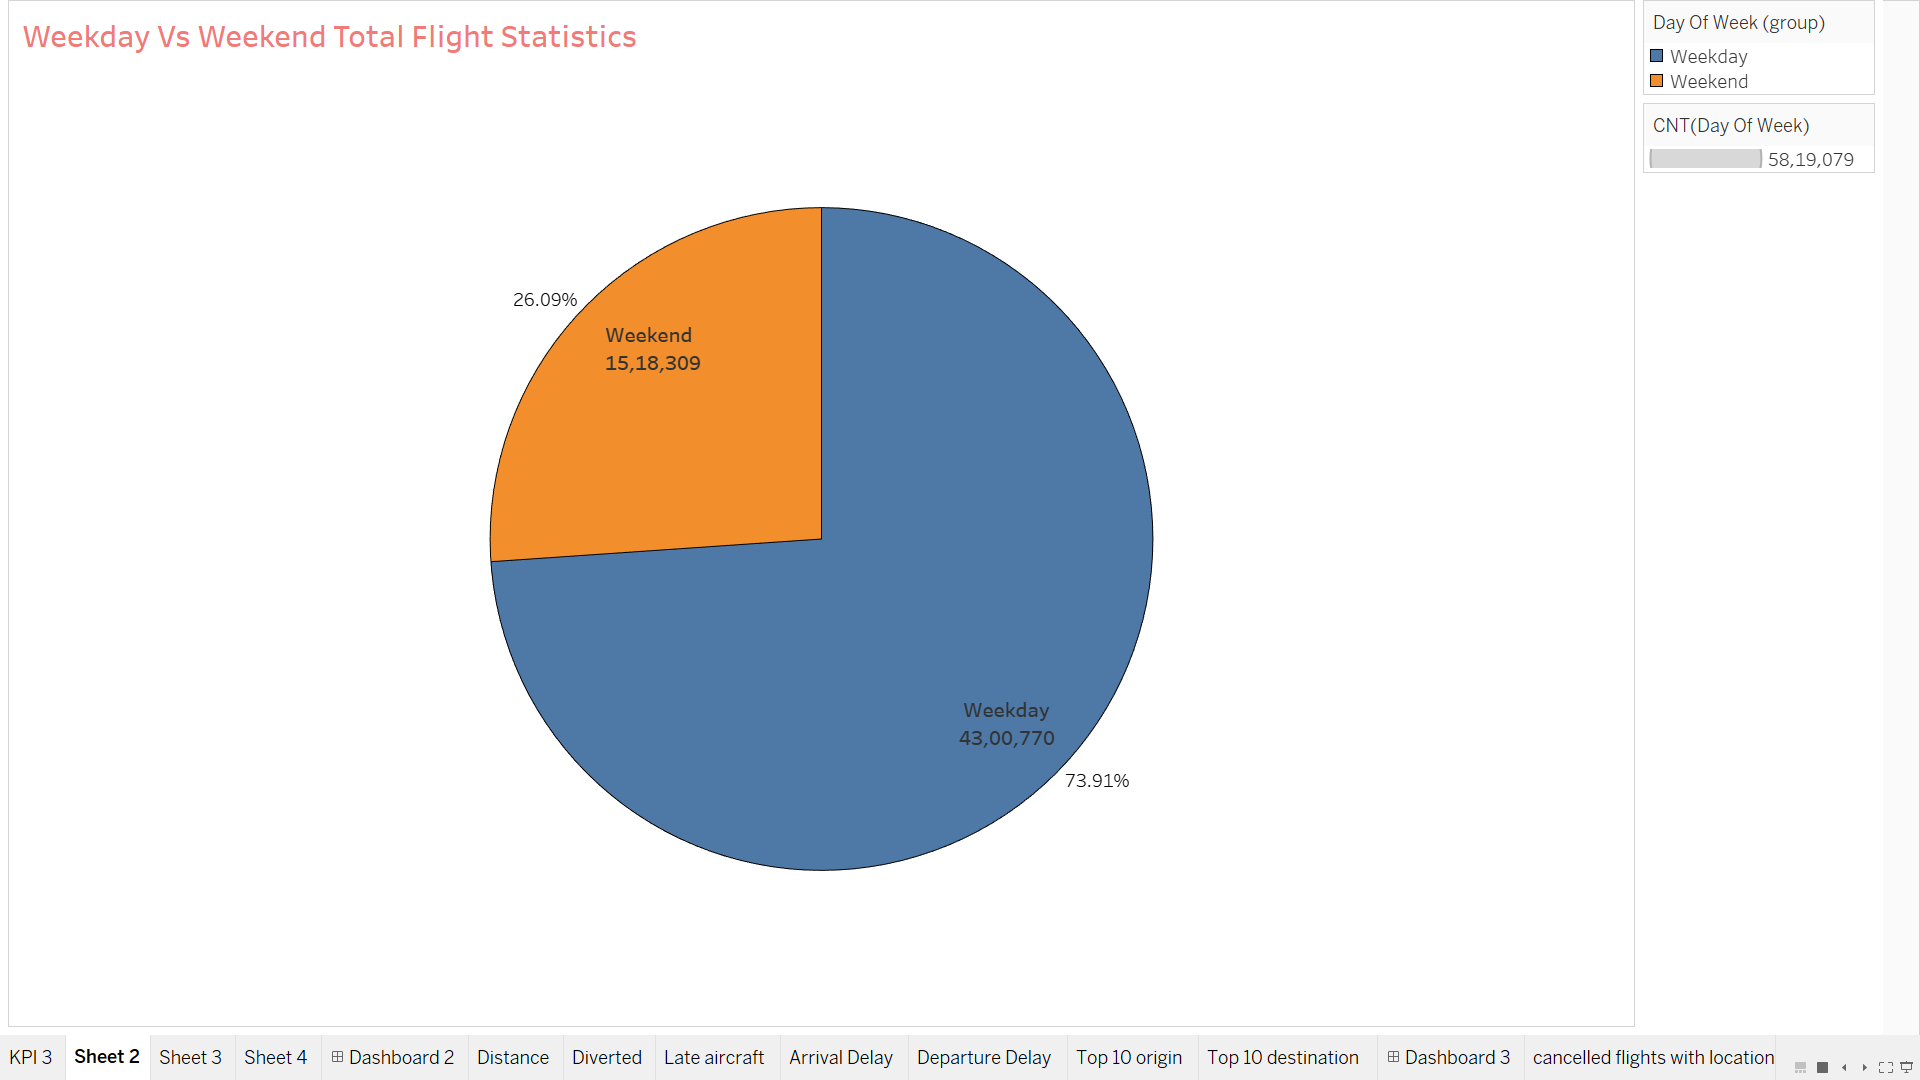 Weekday Vs Weekend Total Flight Statistics
26.09%
Weekend
15,18,309
Weekday
43,00,770
73.91%
Day Of Week (group)
Weekday
Weekend
CNT(Day Of Week)
58,19,079
KPI 3 Sheet 2 Sheet 3 Sheet 4 Dashboard 2 Distance Diverted Late aircraft Arrival Delay Departure Delay Top 10 origin Top 10 destination Dashboard 3 cancelled flights with location